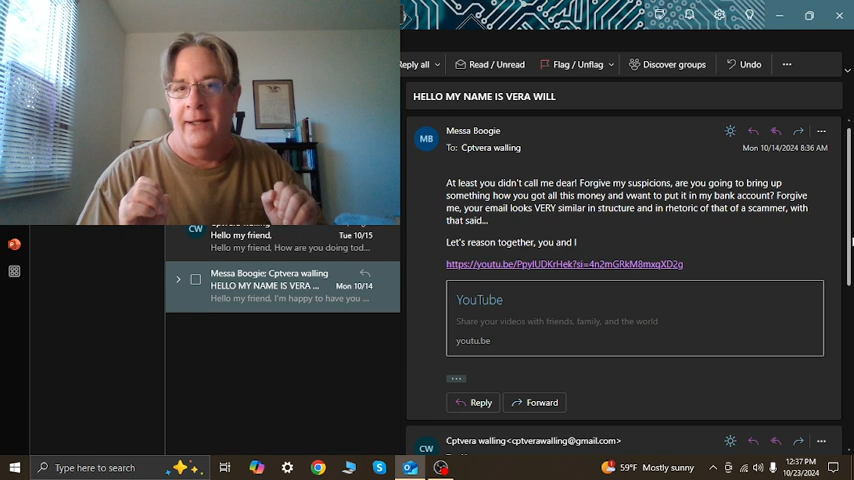 Reply all
Read / Unread
Flag / Unflag
Discover groups
Undo
HELLO MY NAME IS VERA WILL
MB
Messa Boogie
To: Cptvera walling
Mon 10/14/2024 8:36 AM
At least you didn't call me dear! Forgive my suspicions, are you going to bring up
something how you got all this money and vwant to put it in my bank account? Forgive
me, your email looks VERY similar in structure and in rhetoric of that of a scammer, with
that said...
Let's reason together, you and I
https://youtu.be/PpyIUDKrHek?si=4n2mGRkM8mxqXD2g
YouTube
Share your videos with friends, family, and the world
youtu.be
Reply
Forward
CW
Cptvera walling<cptverawalling@gmail.com>
CW
Cptvera walling
Hello my friend,
Tue 10/15
Hello my friend, How are you doing tod...
Messa Boogie; Cptvera walling
HELLO MY NAME IS VERA ...
Mon 10/14
Hello my friend, I'm happy to have you ...
Type here to search
59°F Mostly sunny
12:37 PM
10/23/2024